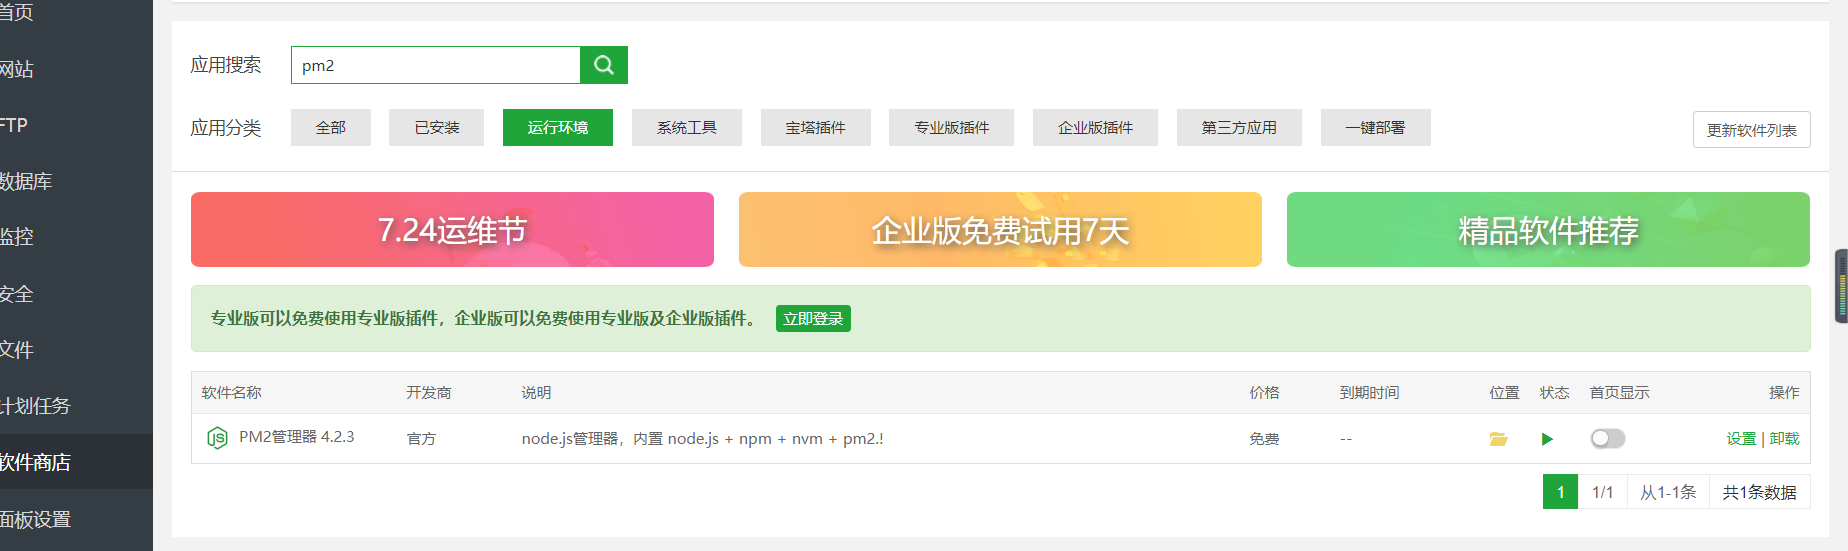 首页
网站
FTP
数据库
监控
安全
文件
计划任务
软件商店
面板设置
应用搜索 pm2
应用分类 全部 已安装 运行环境 系统工具 宝塔插件 专业版插件 企业版插件 第三方应用 一键部署 更新软件列表
7.24运维节 企业版免费试用7天 精品软件推荐
专业版可以免费使用专业版插件，企业版可以免费使用专业版及企业版插件。 立即登录
软件名称 开发商 说明 价格 到期时间 位置 状态 首页显示 操作
JS PM2管理器 4.2.3 官方 node.js管理器，内置 node.js + npm + nvm + pm2.! 免费 -- 设置 | 卸载
1 1/1 从1-1条 共1条数据